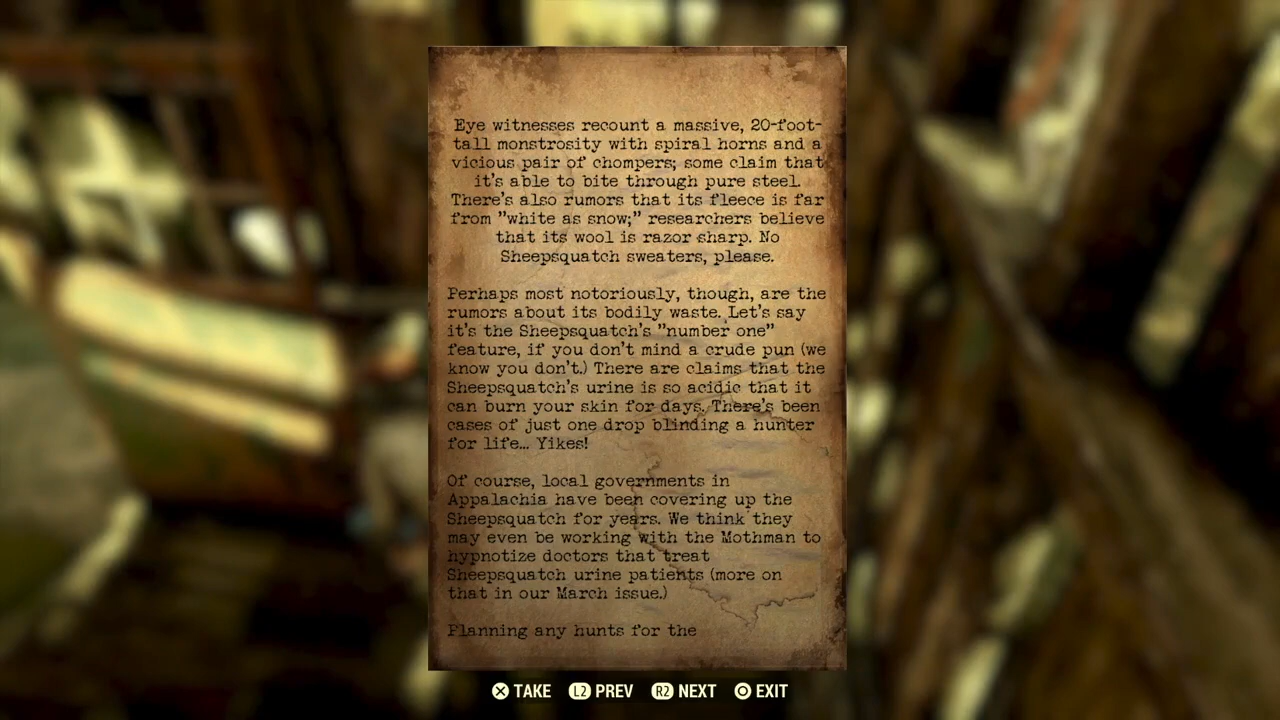 Eye witnesses recount a massive, 20-foot-
tall monstrosity with spiral horns and a
vicious pair of chompers; some claim that
it's able to bite through pure steel.
There's also rumors that its fleece is far
from "white as snow;" researchers believe
that its wool is razor sharp. No
Sheepsquatch sweaters, please.
Perhaps most notoriously, though, are the
rumors about its bodily waste. Let's say
it's the Sheepsquatch's "number one"
feature, if you don't mind a crude pun (we
know you don't.) There are claims that the
Sheepsquatch's urine is so acidic that it
can burn your skin for days. There's been
cases of just one drop blinding a hunter
for life... Yikes!
Of course, local governments in
Appalachia have been covering up the
Sheepsquatch for years. We think they
may even be working with the Mothman to
hypnotize doctors that treat
Sheepsquatch urine patients (more on
that in our March issue.)
Planning any hunts for the
TAKE L2 PREV R2 NEXT EXIT